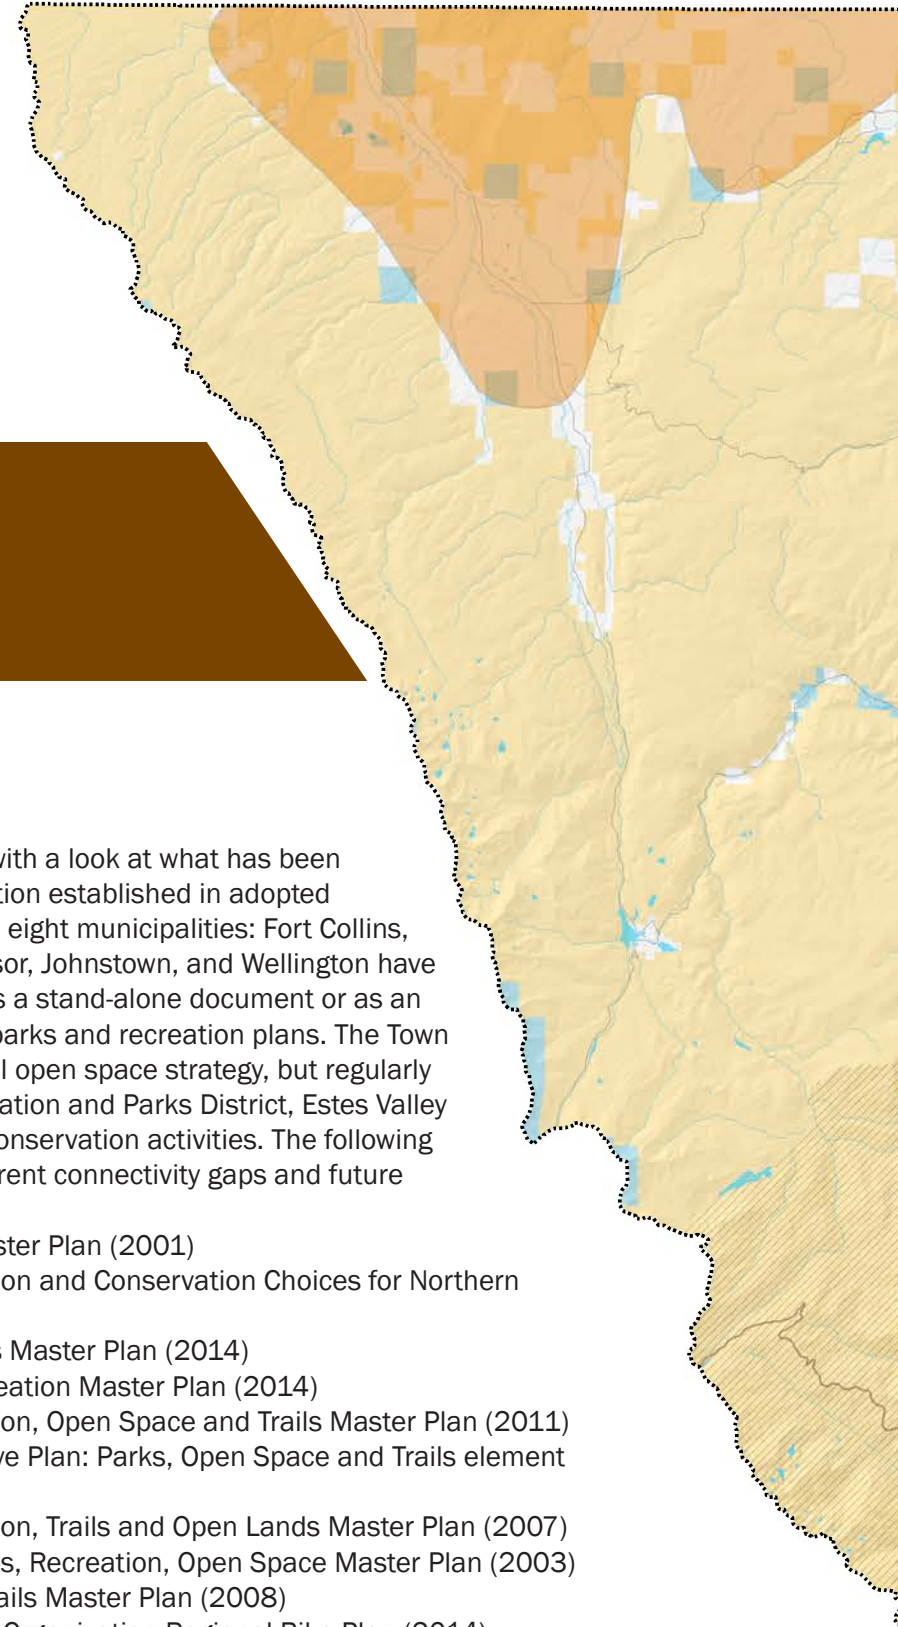 with a look at what has been
tion established in adopted
eight municipalities: Fort Collins,
sor, Johnstown, and Wellington have
s a stand-alone document or as an
parks and recreation plans. The Town
l open space strategy, but regularly
ation and Parks District, Estes Valley
onservation activities. The following
rent connectivity gaps and future
ster Plan (2001)
on and Conservation Choices for Northern
s Master Plan (2014)
eation Master Plan (2014)
on, Open Space and Trails Master Plan (2011)
ve Plan: Parks, Open Space and Trails element
on, Trails and Open Lands Master Plan (2007)
s, Recreation, Open Space Master Plan (2003)
ails Master Plan (2008)
Organization Regional Bike Plan (2014)